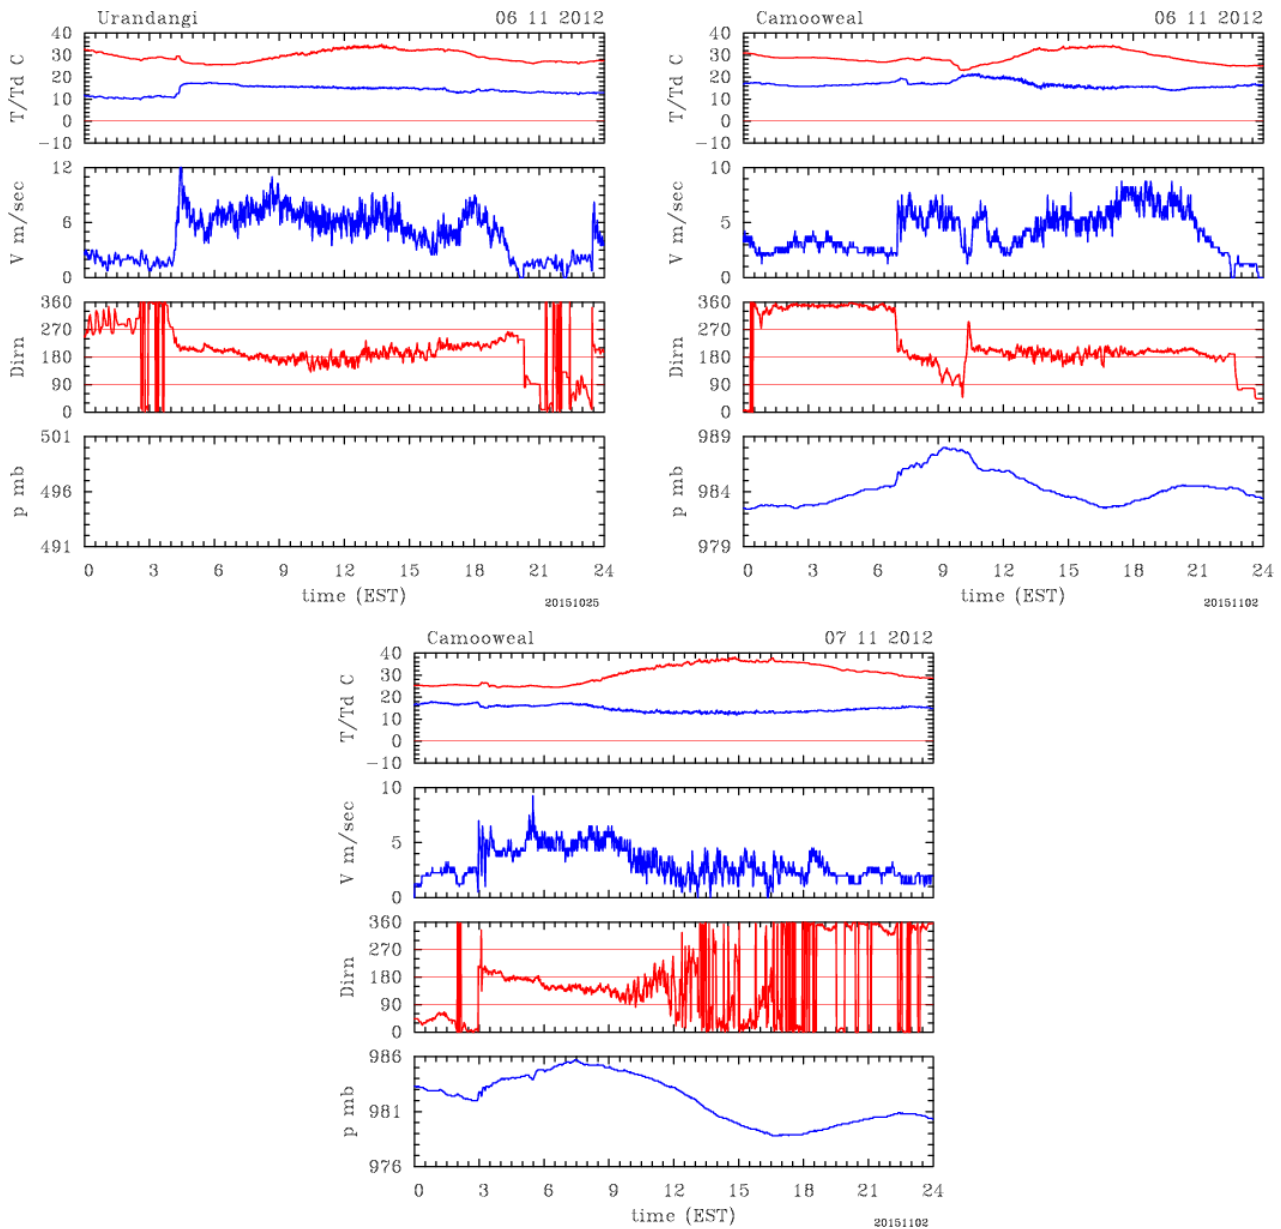 Urandangi 06 11 2012
40
30
20
10
0
−10
T/Td C
12
6
0
V m/sec
360
270
180
90
0
Dirn
501
496
491
p mb
0 3 6 9 12 15 18 21 24
time (EST)
20151025
Camooweal 06 11 2012
40
30
20
10
0
−10
T/Td C
10
5
0
V m/sec
360
270
180
90
0
Dirn
989
984
979
p mb
0 3 6 9 12 15 18 21 24
time (EST)
20151102
Camooweal 07 11 2012
40
30
20
10
0
−10
T/Td C
10
5
0
V m/sec
360
270
180
90
0
Dirn
986
981
976
p mb
0 3 6 9 12 15 18 21 24
time (EST)
20151102